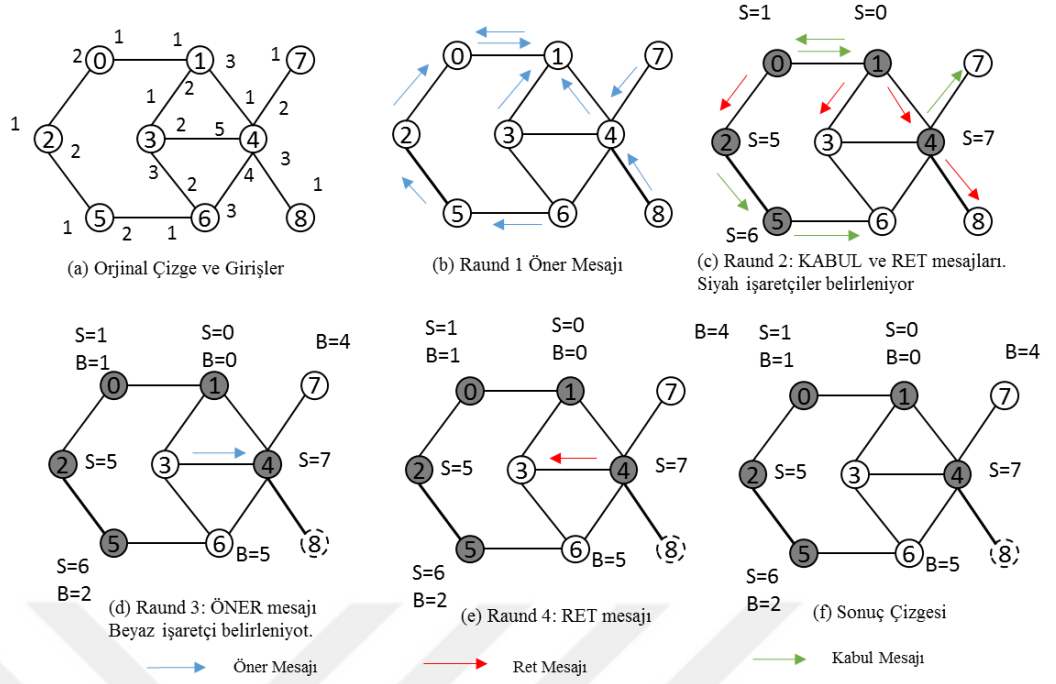 1 1
2 0 1 3 1 7
1 2 1 2
1 2 3 2 5 4
2 3 2 4 3 1
1 5 2 1 6 3 8
(a) Orjinal Çizge ve Girişler
0 1 7
2 3 4
5 6 8
(b) Raund 1 Öner Mesajı
S=1 S=0
0 1 7
2 S=5 3 4 S=7
5 6 8
S=6
(c) Raund 2: KABUL ve RET mesajları.
Siyah işaretçiler belirleniyor
S=1 S=0
B=1 B=0 B=4
0 1 7
2 S=5 3 4 S=7
5 6 B=5 8
S=6
B=2
(d) Raund 3: ÖNER mesajı
Beyaz işaretçi belirleniyot.
S=1 S=0 B=4
B=1 B=0
0 1 7
2 S=5 3 4 S=7
5 6 B=5 8
S=6
B=2
(e) Raund 4: RET mesajı
S=1 S=0
B=1 B=0 B=4
0 1 7
2 S=5 3 4 S=7
5 6 B=5 8
S=6
B=2
(f) Sonuç Çizgesi
Öner Mesajı Ret Mesajı Kabul Mesajı